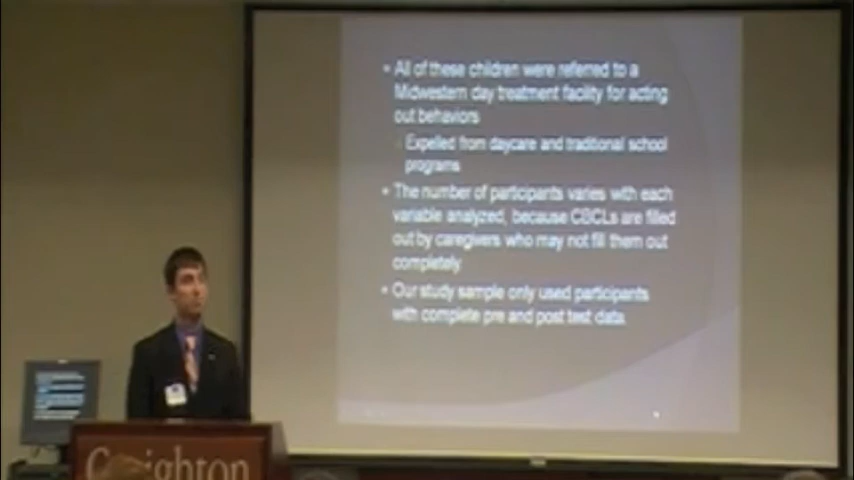 • All of these children were referred to a
Midwestern day treatment facility for acting
out behaviors
Expelled from daycare and traditional school
programs
• The number of participants varies with each
variable analyzed, because CBCLs are filled
out by caregivers who may not fill them out
completely
• Our study sample only used participants
with complete pre and post test data.
Creighton